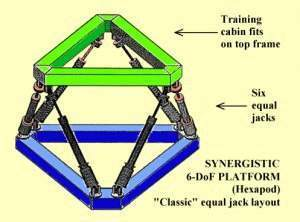 Training
cabin fits
on top frame
Six
equal
jacks
SYNERGISTIC
6-DoF PLATFORM
(Hexapod)
"Classic" equal jack layout